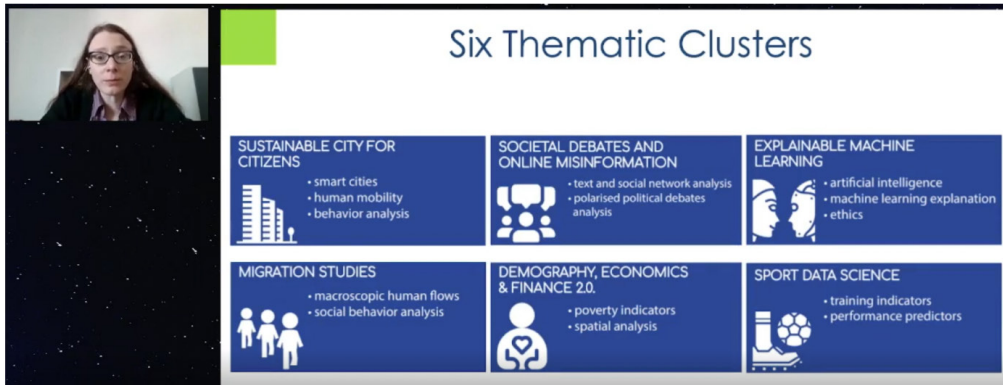 Six Thematic Clusters
SUSTAINABLE CITY FOR
CITIZENS
• smart cities
• human mobility
• behavior analysis
SOCIETAL DEBATES AND
ONLINE MISINFORMATION
• text and social network analysis
• polarised political debates
analysis
EXPLAINABLE MACHINE
LEARNING
• artificial intelligence
• machine learning explanation
• ethics
MIGRATION STUDIES
• macroscopic human flows
• social behavior analysis
DEMOGRAPHY, ECONOMICS
& FINANCE 2.0.
• poverty indicators
• spatial analysis
SPORT DATA SCIENCE
• training indicators
• performance predictors